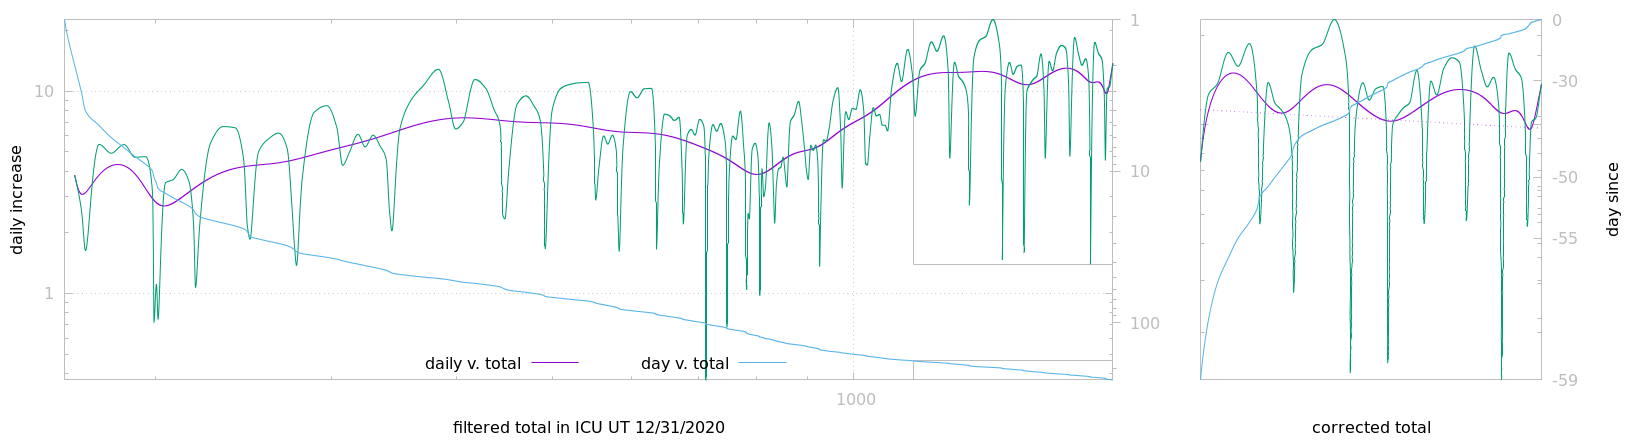 daily increase
10
1
daily v. total
day v. total
1000
filtered total in ICU UT 12/31/2020
1
10
100
0
-30
-50
-55
-59
day since
corrected total